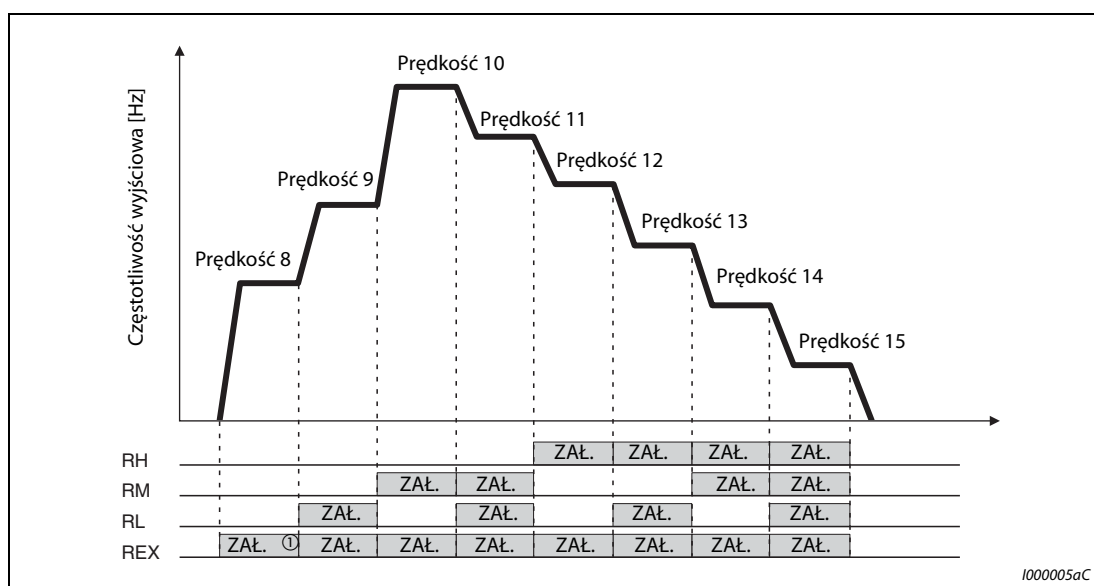 Częstotliwość wyjściowa [Hz]
Prędkość 8
Prędkość 9
Prędkość 10
Prędkość 11
Prędkość 12
Prędkość 13
Prędkość 14
Prędkość 15
RH ZAŁ. ZAŁ. ZAŁ. ZAŁ.
RM ZAŁ. ZAŁ. ZAŁ. ZAŁ.
RL ZAŁ. ZAŁ. ZAŁ. ZAŁ.
REX ZAŁ. ① ZAŁ. ZAŁ. ZAŁ. ZAŁ. ZAŁ. ZAŁ. ZAŁ.
I000005aC